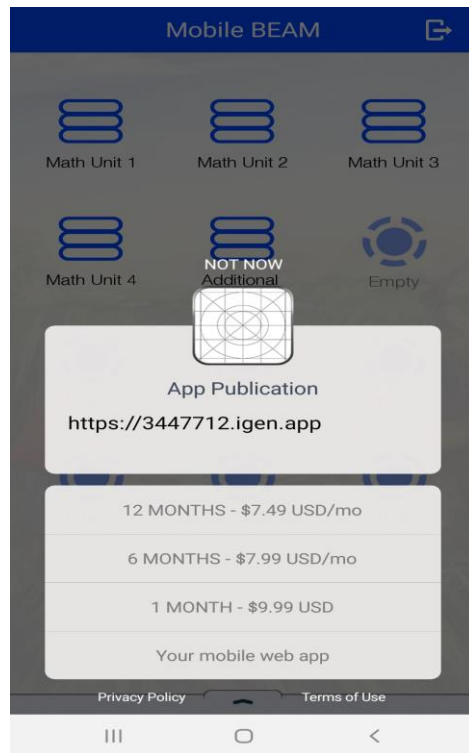 Mobile BEAM
Math Unit 1 Math Unit 2 Math Unit 3
NOT NOW
Math Unit 4 Additional Empty
App Publication
https://3447712.igen.app
12 MONTHS - $7.49 USD/mo
6 MONTHS - $7.99 USD/mo
1 MONTH - $9.99 USD
Your mobile web app
Privacy Policy Terms of Use